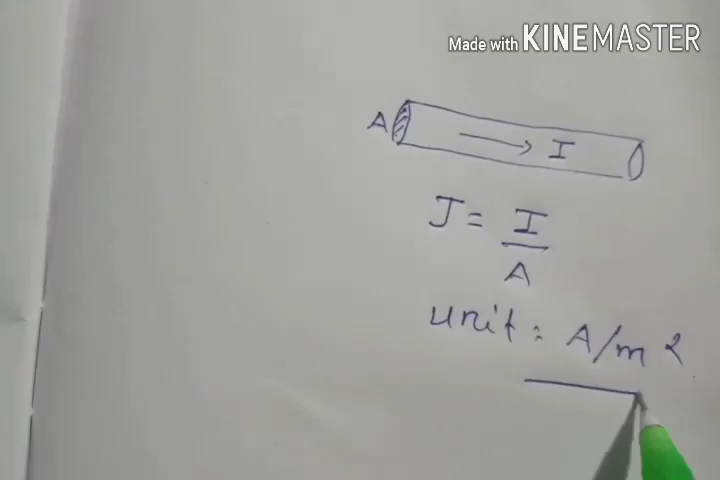 Made with KINEMASTER
A I
J = I/A
unit : A/m²